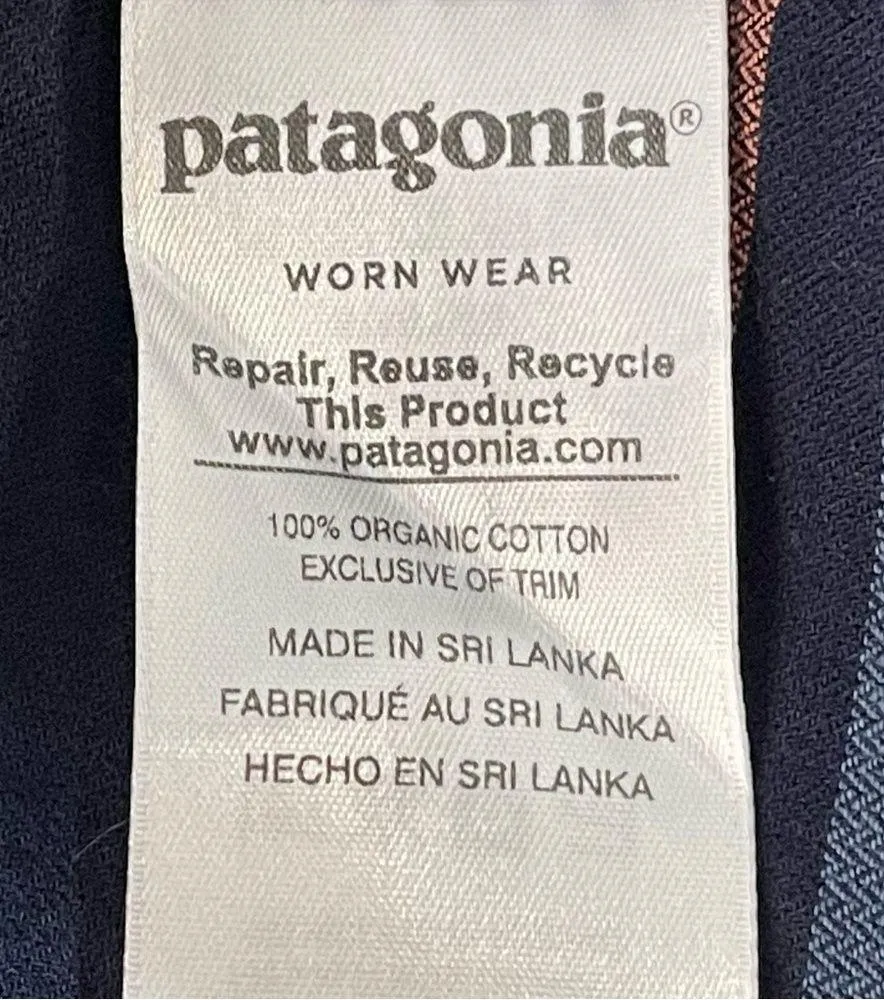 patagonia®
WORN WEAR
Repair, Reuse, Recycle
This Product
www.patagonia.com
100% ORGANIC COTTON
EXCLUSIVE OF TRIM
MADE IN SRI LANKA
FABRIQUÉ AU SRI LANKA
HECHO EN SRI LANKA